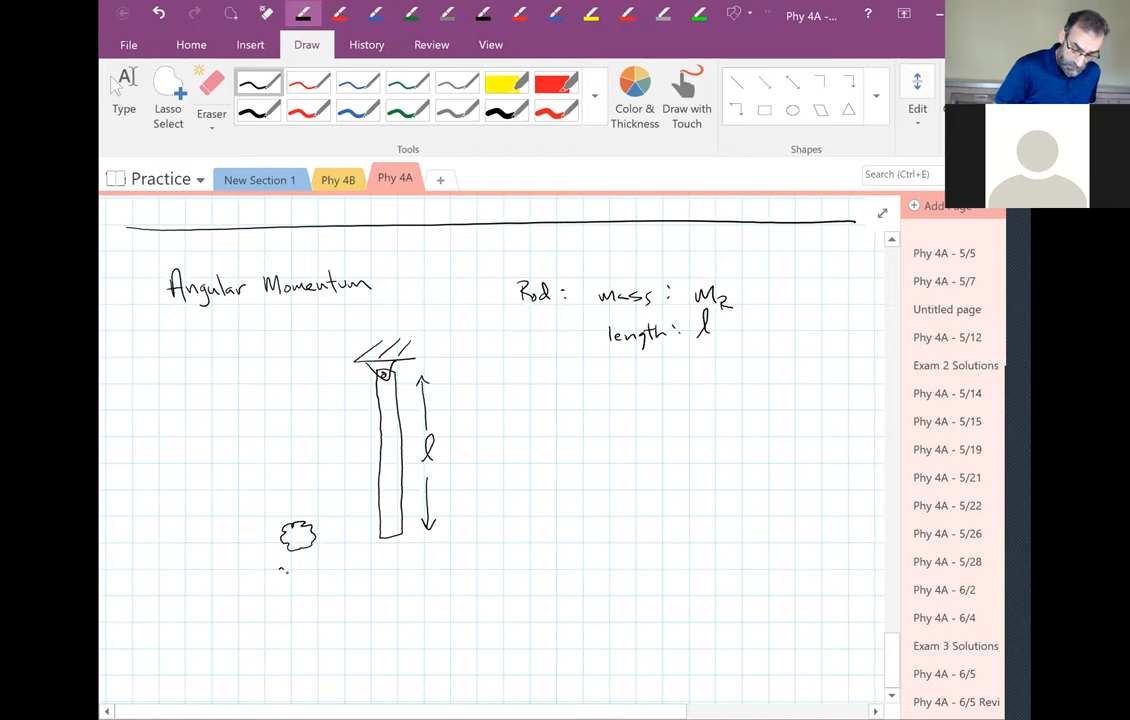 Phy 4A -...
?
File
Home
Insert
Draw
History
Review
View
Type
Lasso
Select
Eraser
Color &
Thickness
Draw with
Touch
Edit
Tools
Shapes
Practice
New Section 1
Phy 4B
Phy 4A
+
Search (Ctrl+E)
Add Page
Phy 4A - 5/5
Phy 4A - 5/7
Untitled page
Phy 4A - 5/12
Exam 2 Solutions
Phy 4A - 5/14
Phy 4A - 5/15
Phy 4A - 5/19
Phy 4A - 5/21
Phy 4A - 5/22
Phy 4A - 5/26
Phy 4A - 5/28
Phy 4A - 6/2
Phy 4A - 6/4
Exam 3 Solutions
Phy 4A - 6/5
Phy 4A - 6/5 Revi
Angular Momentum
Rod : mass : m_R
length : l
l